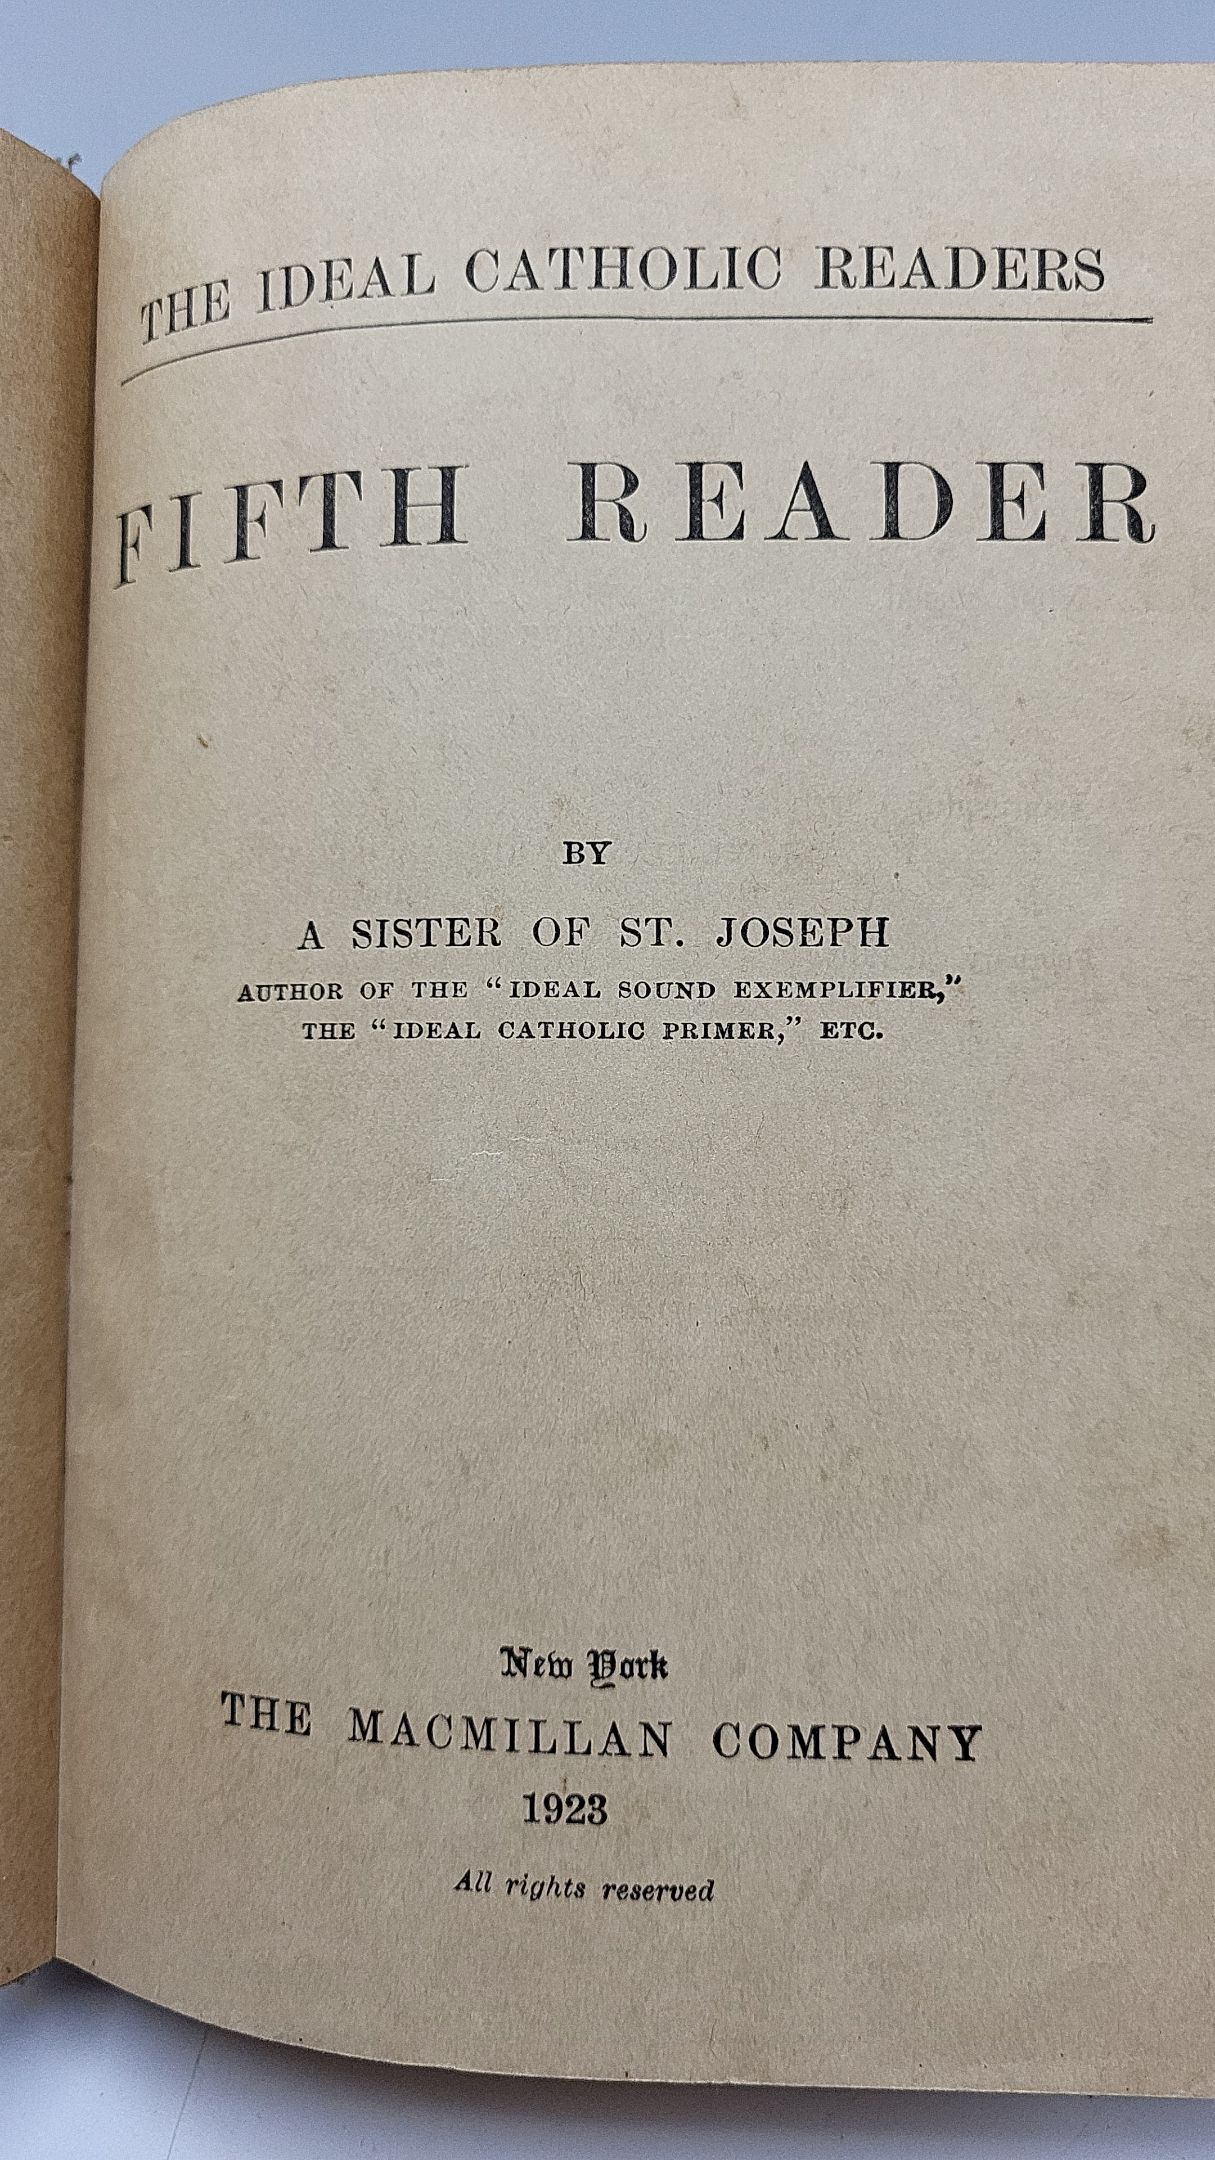 THE IDEAL CATHOLIC READERS
FIFTH READER
BY
A SISTER OF ST. JOSEPH
AUTHOR OF THE “IDEAL SOUND EXEMPLIFIER,”
THE “IDEAL CATHOLIC PRIMER,” ETC.
New York
THE MACMILLAN COMPANY
1923
All rights reserved